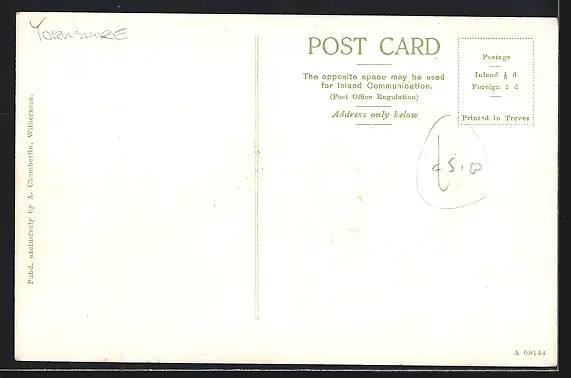 YORKSHIRE
POST CARD
The opposite space may be used
for Inland Communication.
(Post Office Regulation)
Address only below
Postage
Inland ½ d
Foreign 1 d
Printed in Treves
Pubd. exclusively by A. Chamberlin, Withernsea.
£5.00
A 09144